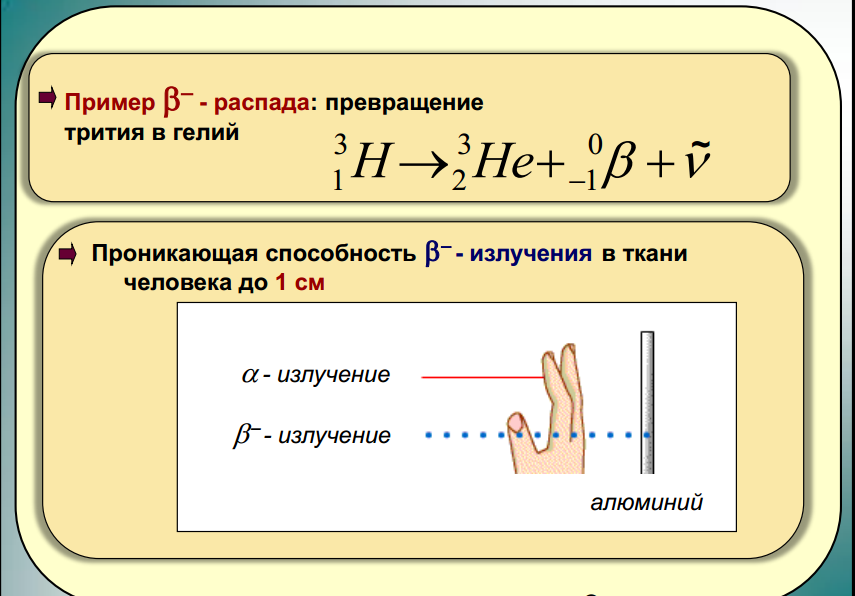 Пример β⁻ - распада: превращение
трития в гелий
³₁H→³₂He+⁰₋₁β+ν̃
Проникающая способность β⁻ - излучения в ткани
человека до 1 см
α - излучение
β⁻ - излучение
алюминий